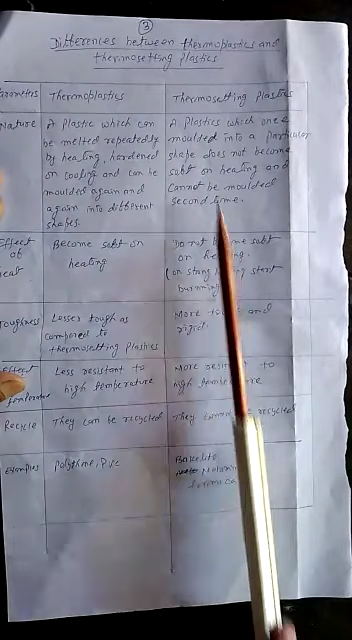 3
Differences between thermoplastics and
thermosetting plastics
Thermoplastics
Thermosetting Plastics
Nature
A Plastic which can
be melted repeatedly
by heating, hardened
on cooling and can be
moulded again and
again into different
shapes.
A Plastics which once
moulded into a particular
shape does not become
soft on heating and
cannot be moulded
second time.
Effect
of
heat
Become soft on
heating
Do not soft
on
start
burning
Toughness
Lesser tough as
compared to
thermosetting Plastics
More and
rigid.
Effect
Less resistant to
high temperature
More to
high
Recycle
They can be recycled
They recycled
Examples
PVC
Bakelite